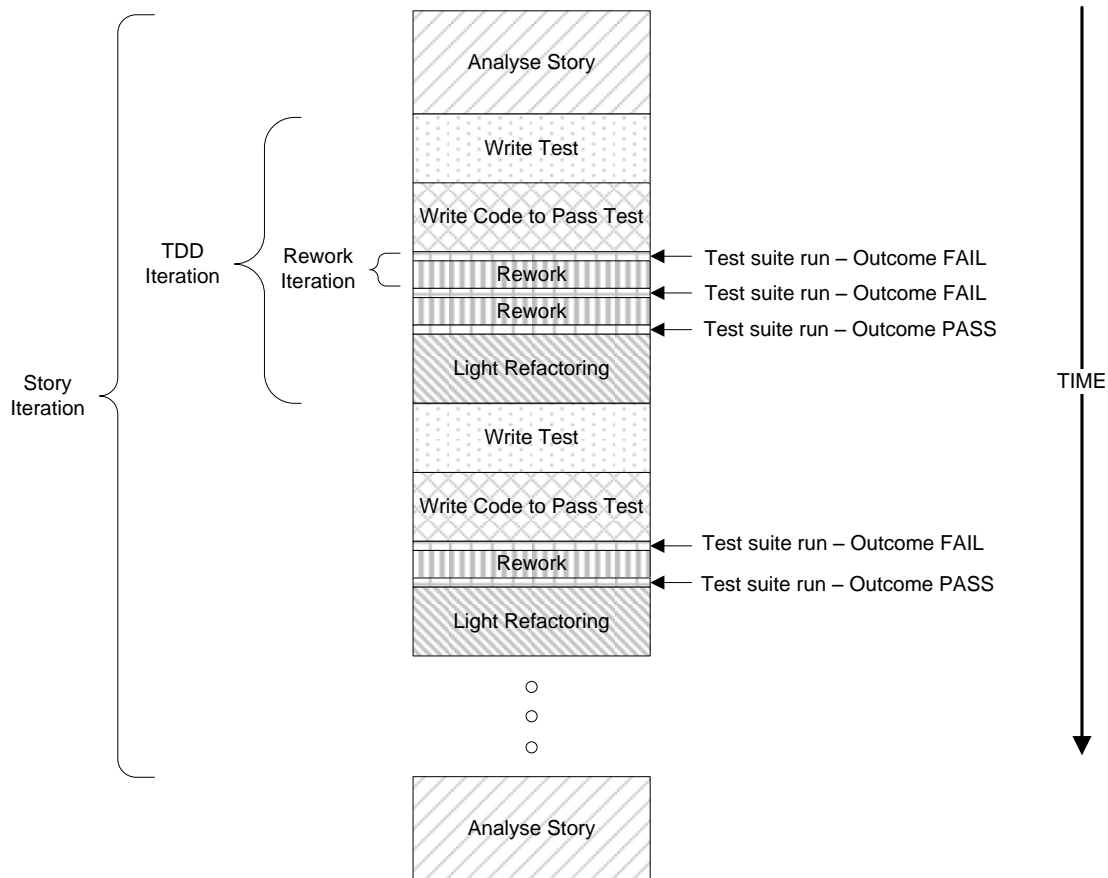 Analyse Story
Write Test
Write Code to Pass Test
TDD
Iteration
Rework
Iteration
Test suite run – Outcome FAIL
Rework
Test suite run – Outcome FAIL
Rework
Test suite run – Outcome PASS
Light Refactoring
Story
Iteration
TIME
Write Test
Write Code to Pass Test
Test suite run – Outcome FAIL
Rework
Test suite run – Outcome PASS
Light Refactoring
Analyse Story